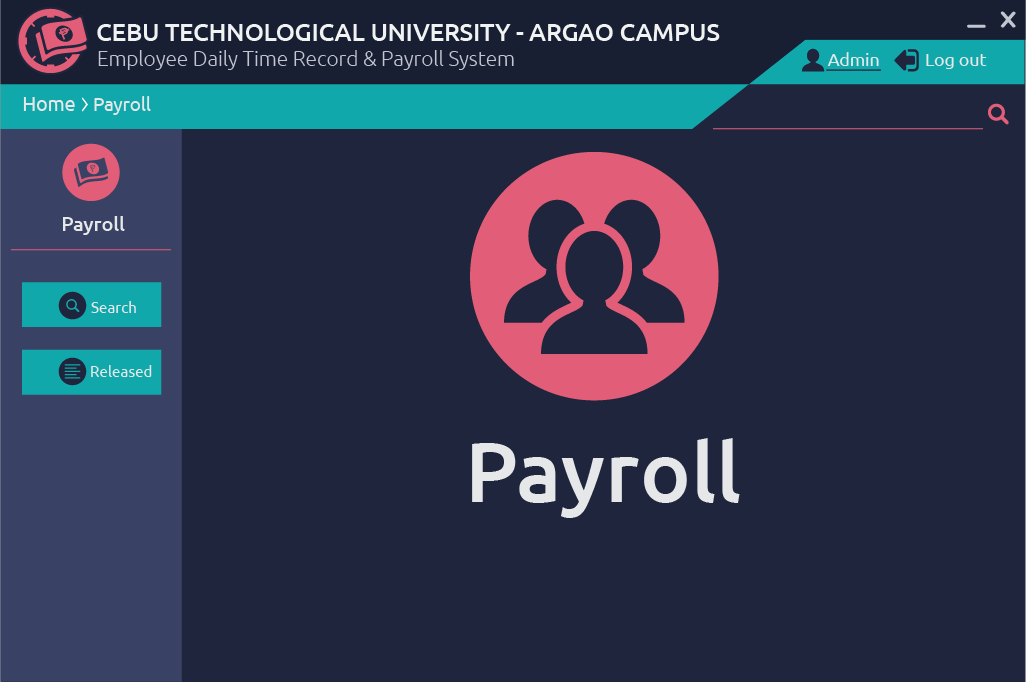 CEBU TECHNOLOGICAL UNIVERSITY - ARGAO CAMPUS
Employee Daily Time Record & Payroll System
Admin Log out
Home > Payroll
Payroll
Search
Released
Payroll